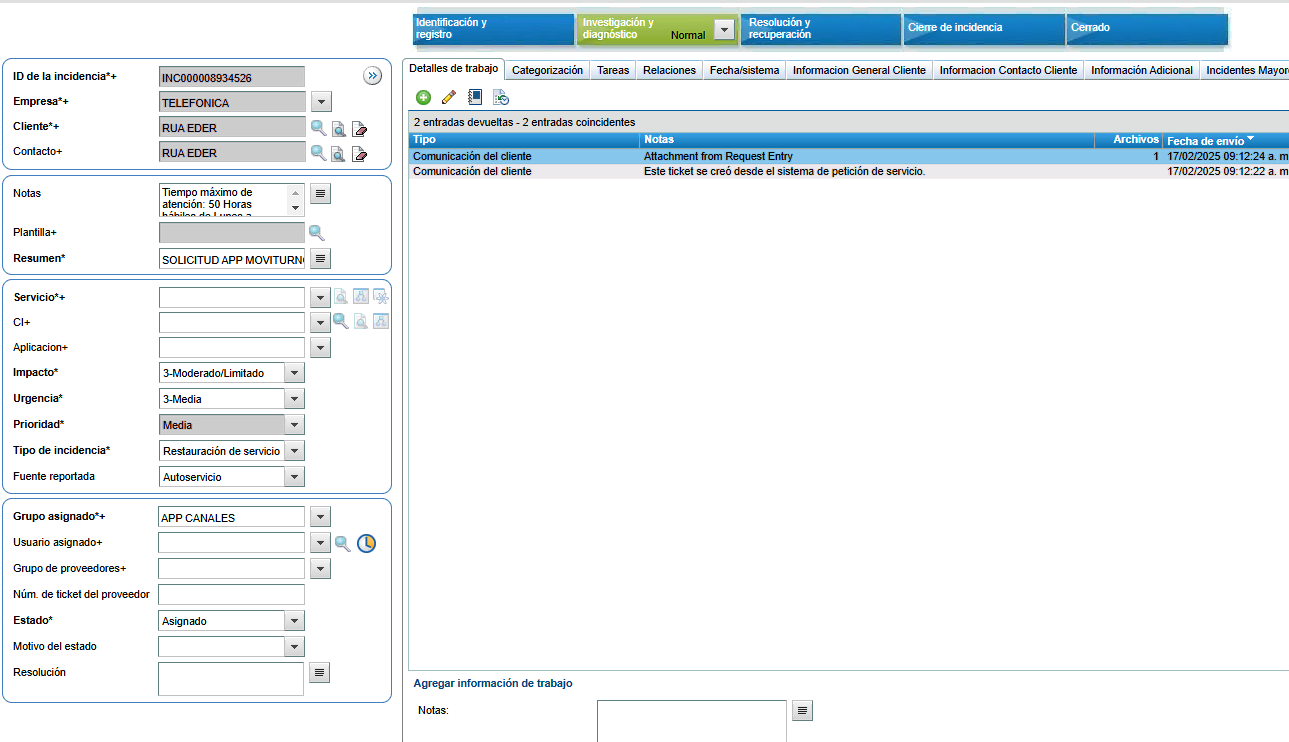 Identificación y
registro
Investigación y
diagnóstico
Normal
Resolución y
recuperación
Cierre de incidencia
Cerrado
ID de la incidencia*+
INC000008934526
Empresa*+
TELEFONICA
Cliente*+
RUA EDER
Contacto+
RUA EDER
Notas
Tiempo máximo de
atención: 50 Horas
hábiles de Lunes a
Plantilla+
Resumen*
SOLICITUD APP MOVITURN
Servicio*+
CI+
Aplicacion+
Impacto*
3-Moderado/Limitado
Urgencia*
3-Media
Prioridad*
Media
Tipo de incidencia*
Restauración de servicio
Fuente reportada
Autoservicio
Grupo asignado*+
APP CANALES
Usuario asignado+
Grupo de proveedores+
Núm. de ticket del proveedor
Estado*
Asignado
Motivo del estado
Resolución
Detalles de trabajo
Categorización
Tareas
Relaciones
Fecha/sistema
Informacion General Cliente
Informacion Contacto Cliente
Información Adicional
Incidentes Mayor
2 entradas devueltas - 2 entradas coincidentes
Tipo Notas Archivos Fecha de envío
Comunicación del cliente Attachment from Request Entry 1 17/02/2025 09:12:24 a. m
Comunicación del cliente Este ticket se creó desde el sistema de petición de servicio. 17/02/2025 09:12:22 a. m
Agregar información de trabajo
Notas: